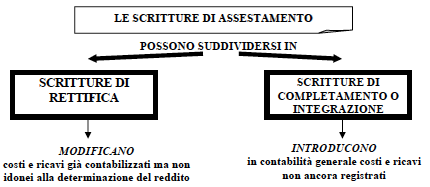 LE SCRITTURE DI ASSESTAMENTO
POSSONO SUDDIVIDERSI IN
SCRITTURE DI
RETTIFICA
SCRITTURE DI
COMPLETAMENTO O
INTEGRAZIONE
MODIFICANO
costi e ricavi già contabilizzati ma non
idonei alla determinazione del reddito
INTRODUCONO
in contabilità generale costi e ricavi
non ancora registrati